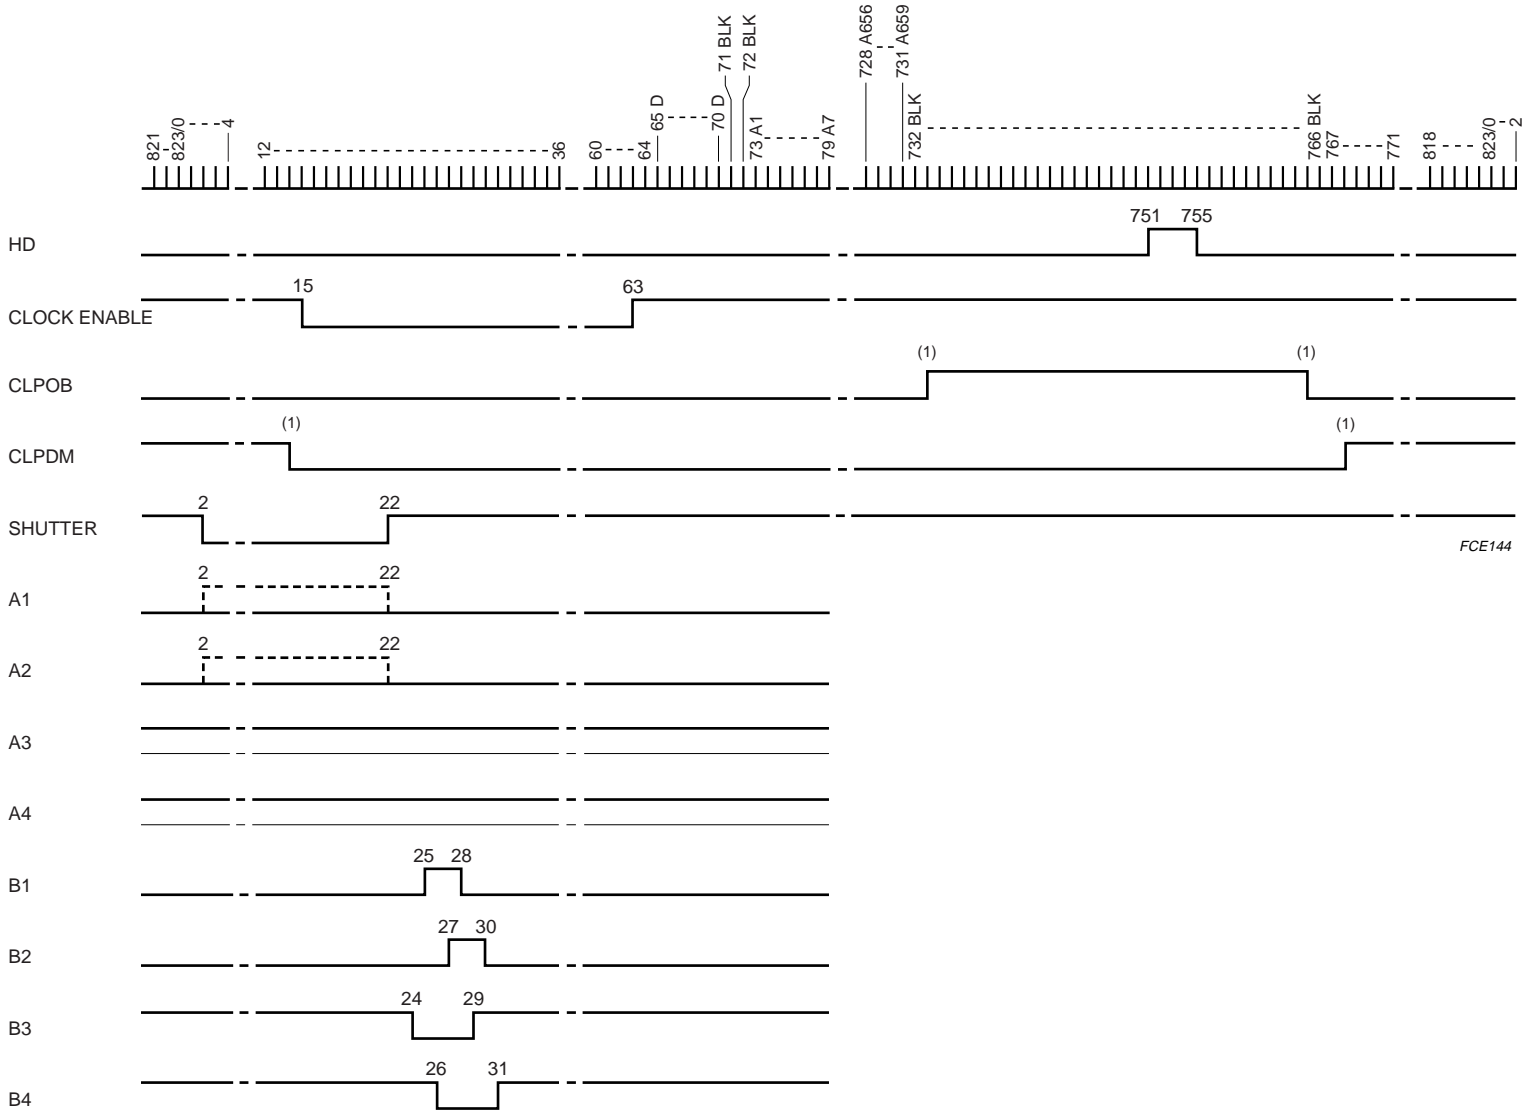 821
823/0
4
12
36
60
64
65 D
70 D
71 BLK
72 BLK
73 A1
79 A7
728 A656
731 A659
732 BLK
766 BLK
767
771
818
823/0
2
HD
751 755
CLOCK ENABLE
15 63
CLPOB
(1) (1)
CLPDM
(1) (1)
SHUTTER
2 22
FCE144
A1
2 22
A2
2 22
A3
A4
B1
25 28
B2
27 30
B3
24 29
B4
26 31